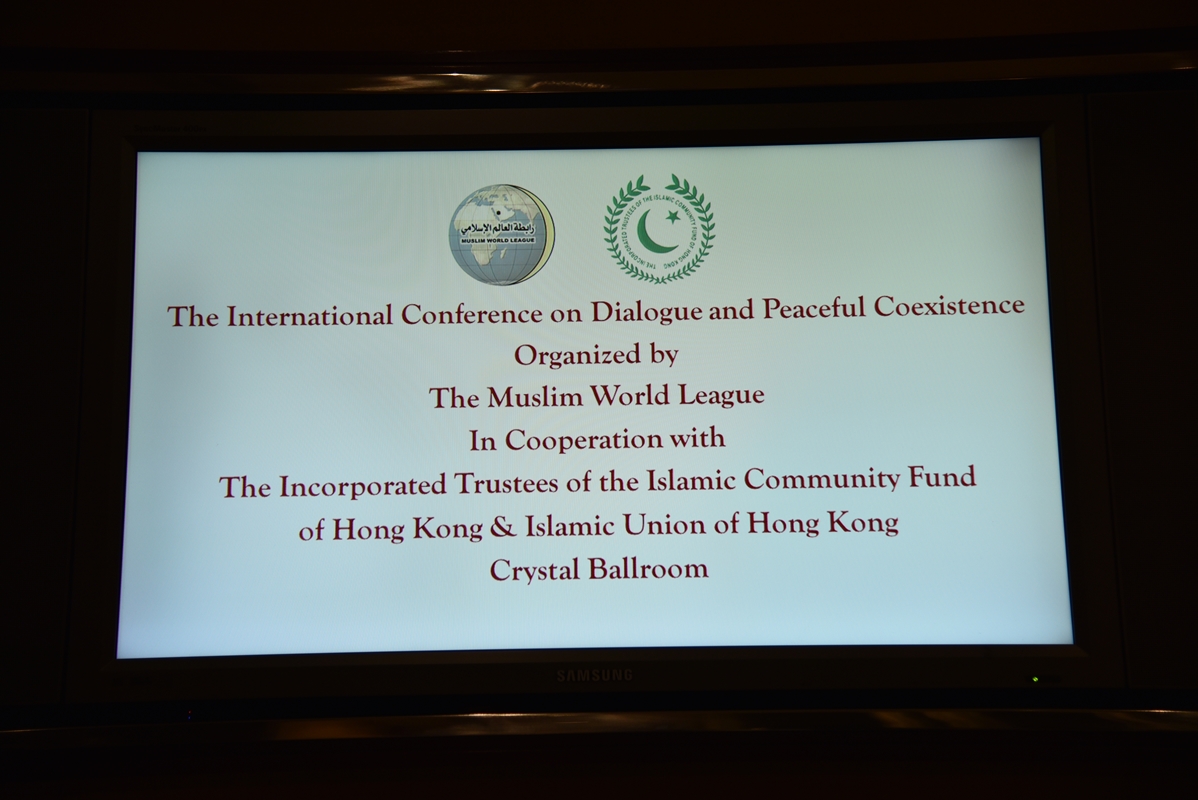 رابطة العالم الإسلامي
MUSLIM WORLD LEAGUE
THE INCORPORATED TRUSTEES OF THE ISLAMIC COMMUNITY FUND OF HONG KONG
The International Conference on Dialogue and Peaceful Coexistence
Organized by
The Muslim World League
In Cooperation with
The Incorporated Trustees of the Islamic Community Fund
of Hong Kong & Islamic Union of Hong Kong
Crystal Ballroom
SAMSUNG